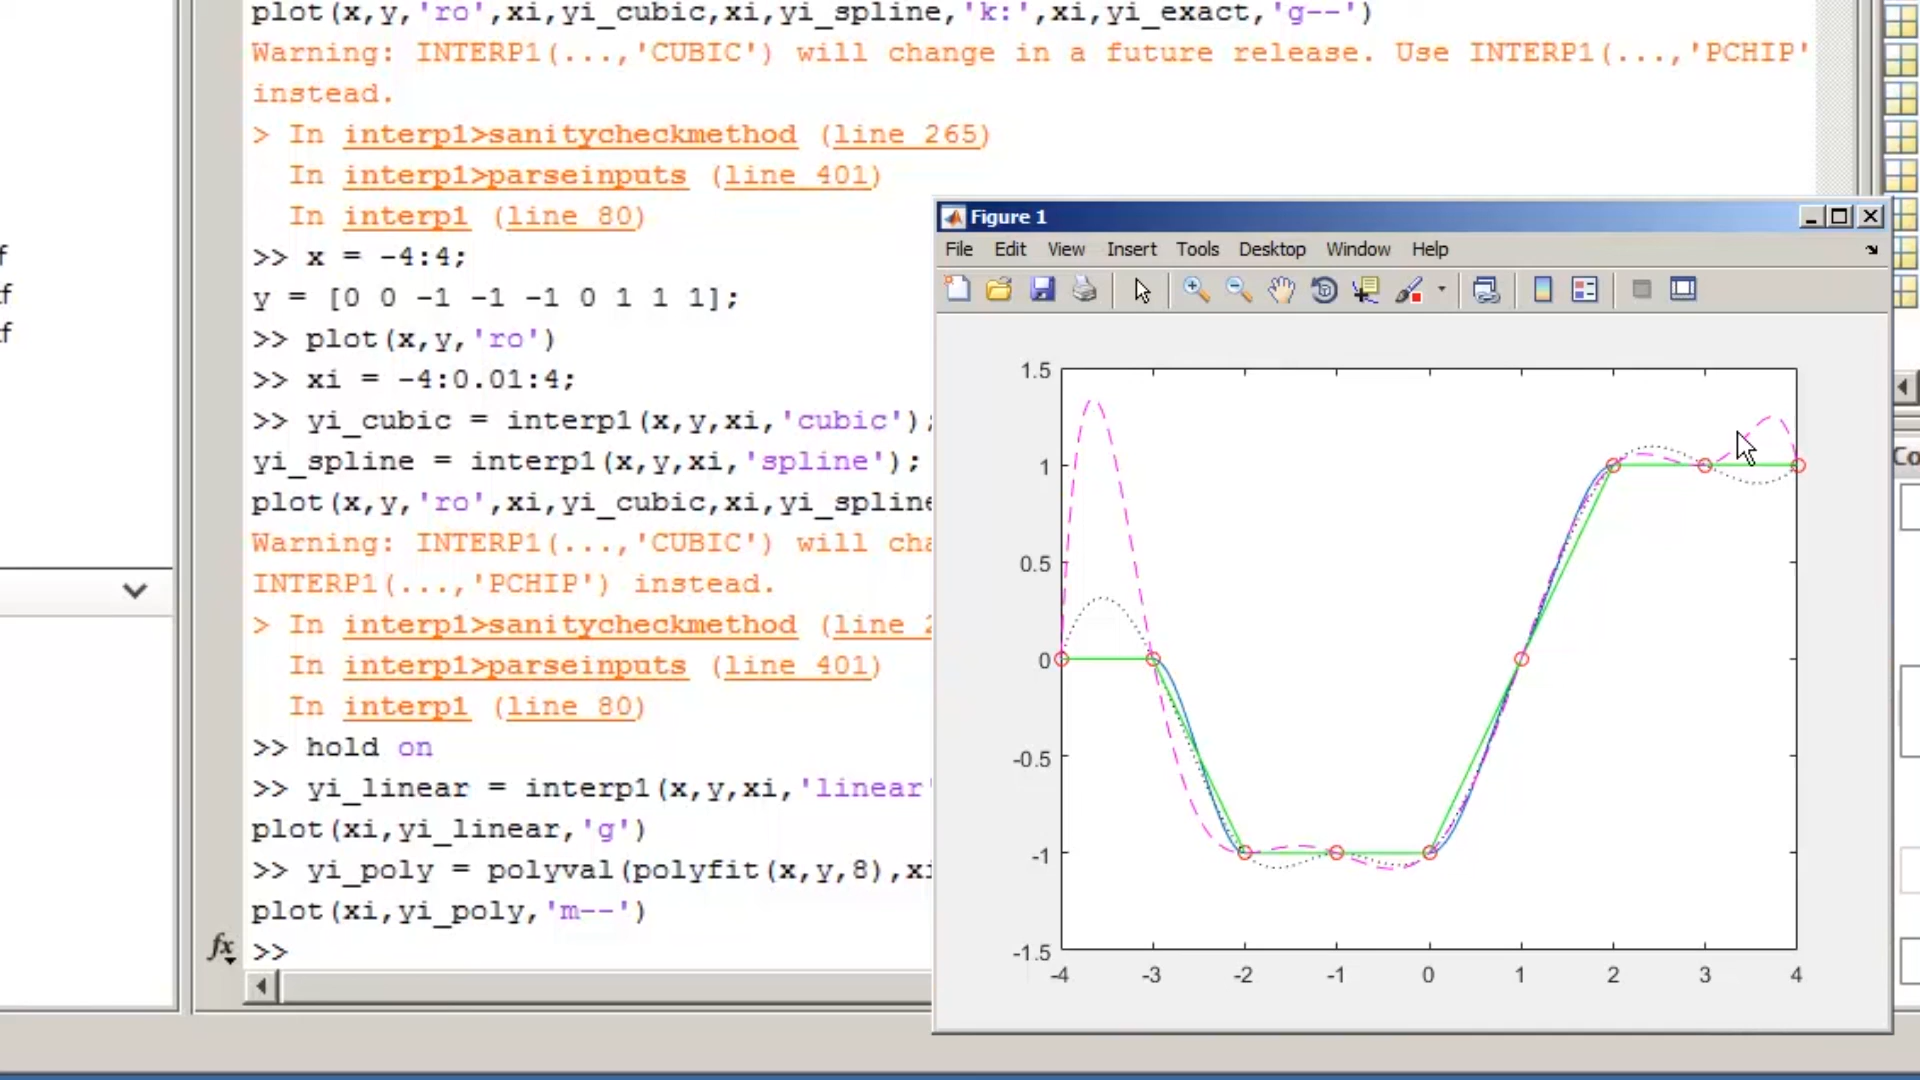 plot(x,y,'ro',xi,yi_cubic,xi,yi_spline,'k:',xi,yi_exact,'g--')
Warning: INTERP1(...,'CUBIC') will change in a future release. Use INTERP1(...,'PCHIP'
instead.
> In interp1>sanitycheckmethod (line 265)
In interp1>parseinputs (line 401)
In interp1 (line 80)
>> x = -4:4;
y = [0 0 -1 -1 -1 0 1 1 1];
>> plot(x,y,'ro')
>> xi = -4:0.01:4;
>> yi_cubic = interp1(x,y,xi,'cubic');
yi_spline = interp1(x,y,xi,'spline');
plot(x,y,'ro',xi,yi_cubic,xi,yi_spline
Warning: INTERP1(...,'CUBIC') will cha
INTERP1(...,'PCHIP') instead.
> In interp1>sanitycheckmethod (line 2
In interp1>parseinputs (line 401)
In interp1 (line 80)
>> hold on
>> yi_linear = interp1(x,y,xi,'linear'
plot(xi,yi_linear,'g')
>> yi_poly = polyval(polyfit(x,y,8),xi
plot(xi,yi_poly,'m--')
>>
fx
f
f
f
Co
Figure 1
File Edit View Insert Tools Desktop Window Help
1.5
1
0.5
0
-0.5
-1
-1.5
-4 -3 -2 -1 0 1 2 3 4